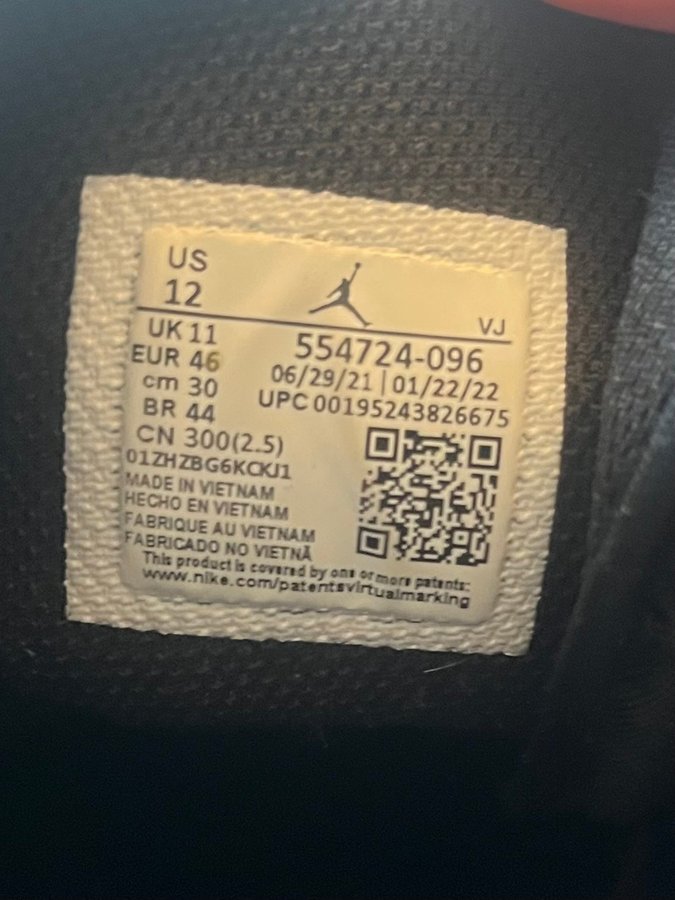 US
12
VJ
UK 11
554724-096
EUR 46
06/29/21 | 01/22/22
cm 30
UPC 00195243826675
BR 44
CN 300(2.5)
01ZHZBG6KCKJ1
MADE IN VIETNAM
HECHO EN VIETNAM
FABRIQUE AU VIETNAM
FABRICADO NO VIETNÃ
This product is covered by one or more patents:
www.nike.com/patentsvirtualmarking